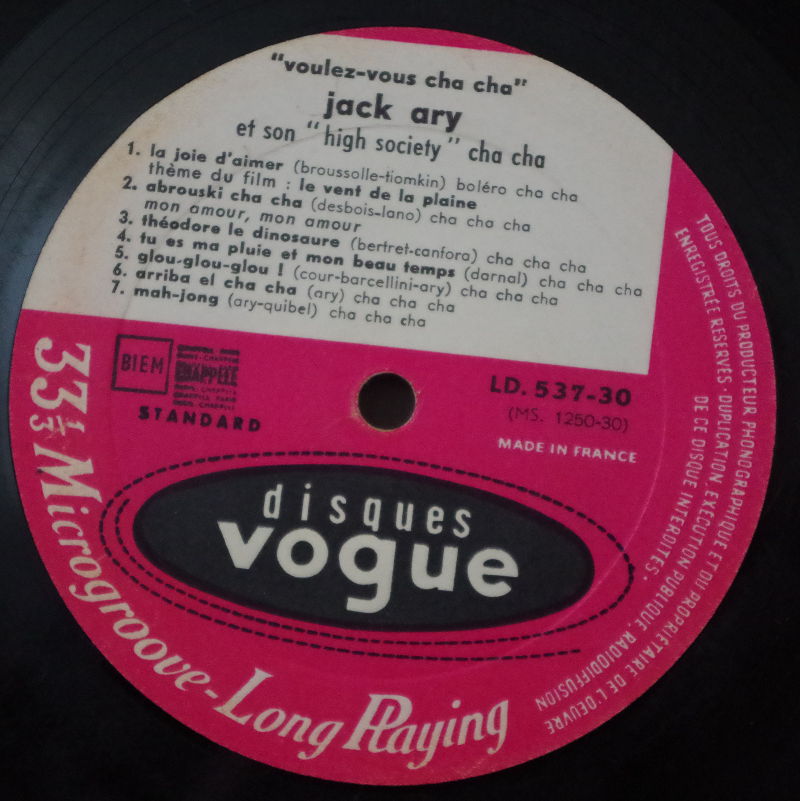 "voulez-vous cha cha"
jack ary
et son "high society" cha cha
1. la joie d'aimer (broussolle-tiomkin) boléro cha cha
thème du film : le vent de la plaine
2. abrouski cha cha (desbois-lano) cha cha cha
mon amour, mon amour
3. théodore le dinosaure (bertret-canfora) cha cha cha
4. tu es ma pluie et mon beau temps (darnal) cha cha cha
5. glou-glou-glou ! (cour-barcellini-ary) cha cha cha
6. arriba el cha cha (ary) cha cha cha
7. mah-jong (ary-quibel) cha cha cha
BIEM
CHAPPELL
STANDARD
LD. 537-30
(MS. 1250-30)
MADE IN FRANCE
disques
vogue
33 1/3 Microgroove-Long Playing
TOUS DROITS DU PRODUCTEUR PHONOGRAPHIQUE ET DU PROPRIÉTAIRE DE L'OEUVRE
ENREGISTRÉE RÉSERVÉS. DUPLICATION EXÉCUTION PUBLIQUE, RADIODIFFUSION
DE CE DISQUE INTERDITES.